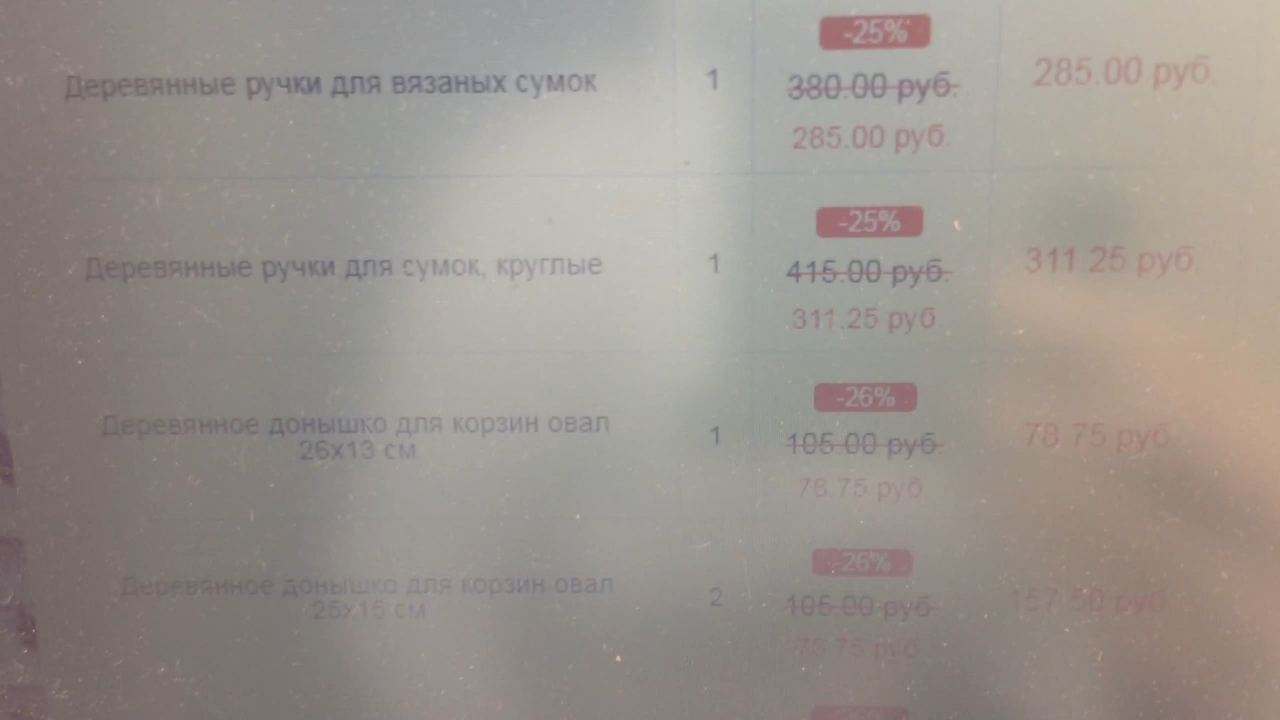 -25%
Деревянные ручки для вязаных сумок 1 380.00 руб. 285.00 руб.
285.00 руб.
-25%
Деревянные ручки для сумок, круглые 1 415.00 руб. 311.25 руб
311.25 руб.
-26%
Деревянное донышко для корзин овал
26х13 см
1 105.00 руб. 78.75 руб
78.75 руб
-26%
Деревянное донышко для корзин овал
25х15 см
2 105.00 руб. 157.50 руб
78.75 руб